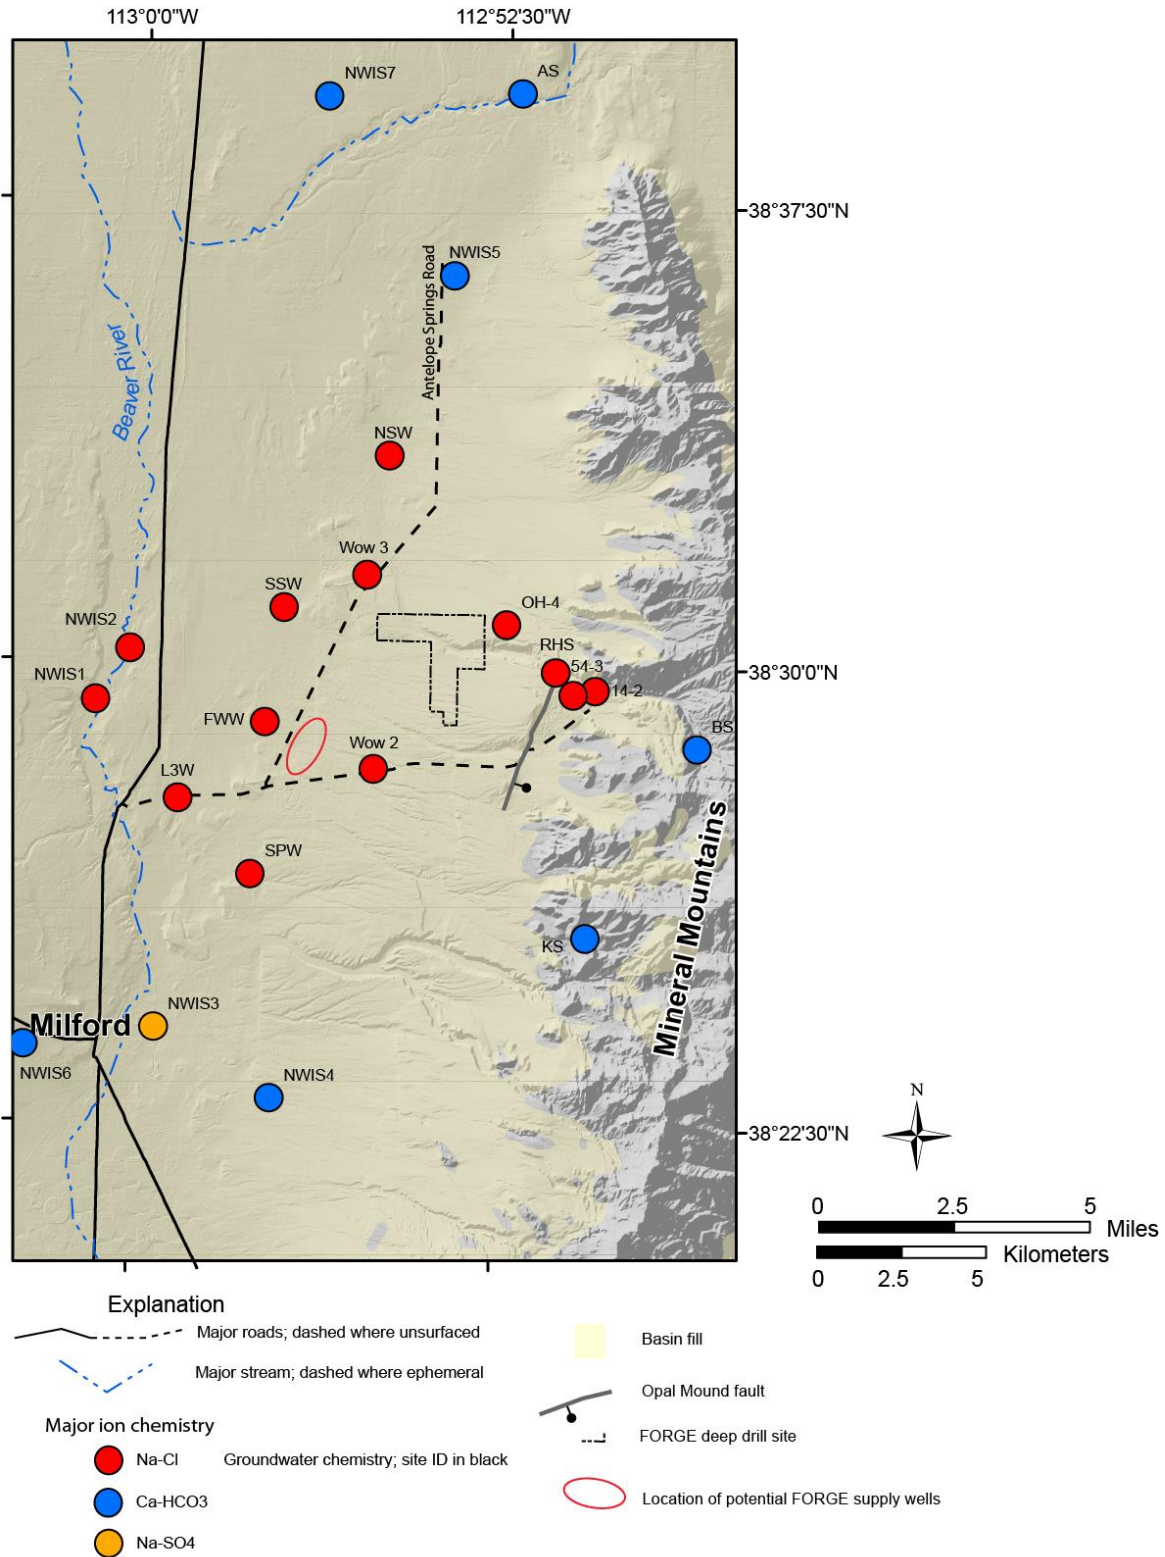 113°0'0"W
112°52'30"W
NWIS7
AS
38°37'30"N
NWIS5
Antelope Springs Road
Beaver River
NSW
Wow 3
SSW
OH-4
NWIS2
RHS
38°30'0"N
54-3
NWIS1
14-2
FWW
BS
Wow 2
L3W
SPW
KS
Mineral Mountains
NWIS3
Milford
NWIS6
NWIS4
N
38°22'30"N
0 2.5 5
Miles
Kilometers
0 2.5 5
Explanation
Major roads; dashed where unsurfaced
Major stream; dashed where ephemeral
Major ion chemistry
Na-Cl Groundwater chemistry; site ID in black
Ca-HCO3
Na-SO4
Basin fill
Opal Mound fault
FORGE deep drill site
Location of potential FORGE supply wells